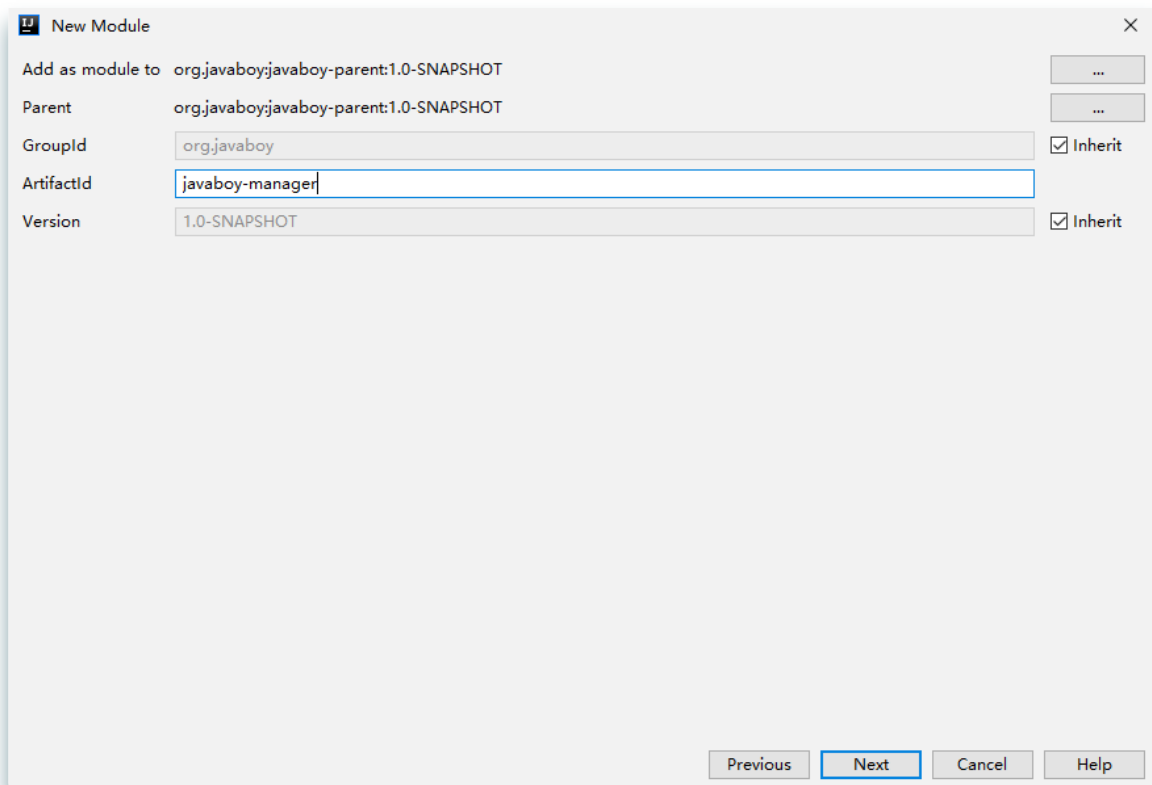 New Module
Add as module to org.javaboy:javaboy-parent:1.0-SNAPSHOT ...
Parent org.javaboy:javaboy-parent:1.0-SNAPSHOT ...
GroupId org.javaboy Inherit
ArtifactId javaboy-manager
Version 1.0-SNAPSHOT Inherit
Previous Next Cancel Help